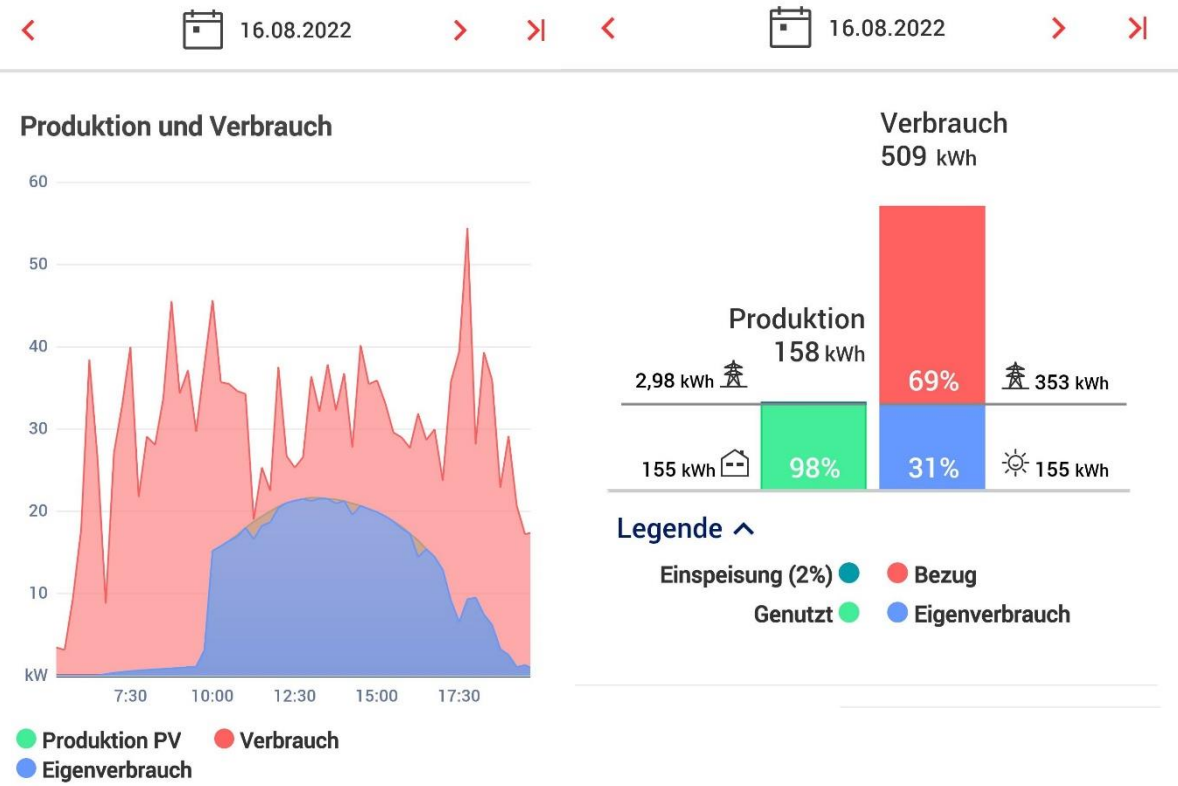 16.08.2022
Produktion und Verbrauch
60
50
40
30
20
10
kW
7:30 10:00 12:30 15:00 17:30
Produktion PV Verbrauch
Eigenverbrauch
16.08.2022
Verbrauch
509 kWh
Produktion
158 kWh
2,98 kWh 69% 353 kWh
155 kWh 98% 31% 155 kWh
Legende
Einspeisung (2%) Bezug
Genutzt Eigenverbrauch